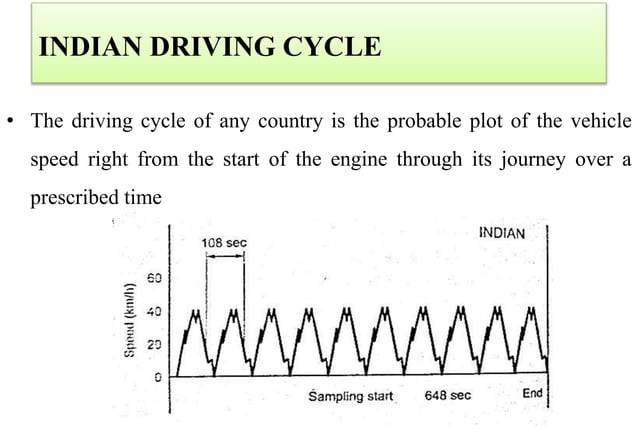 INDIAN DRIVING CYCLE
• The driving cycle of any country is the probable plot of the vehicle
speed right from the start of the engine through its journey over a
prescribed time
INDIAN
108 sec
60
40
20
0
Speed (km/h)
Sampling start 648 sec End